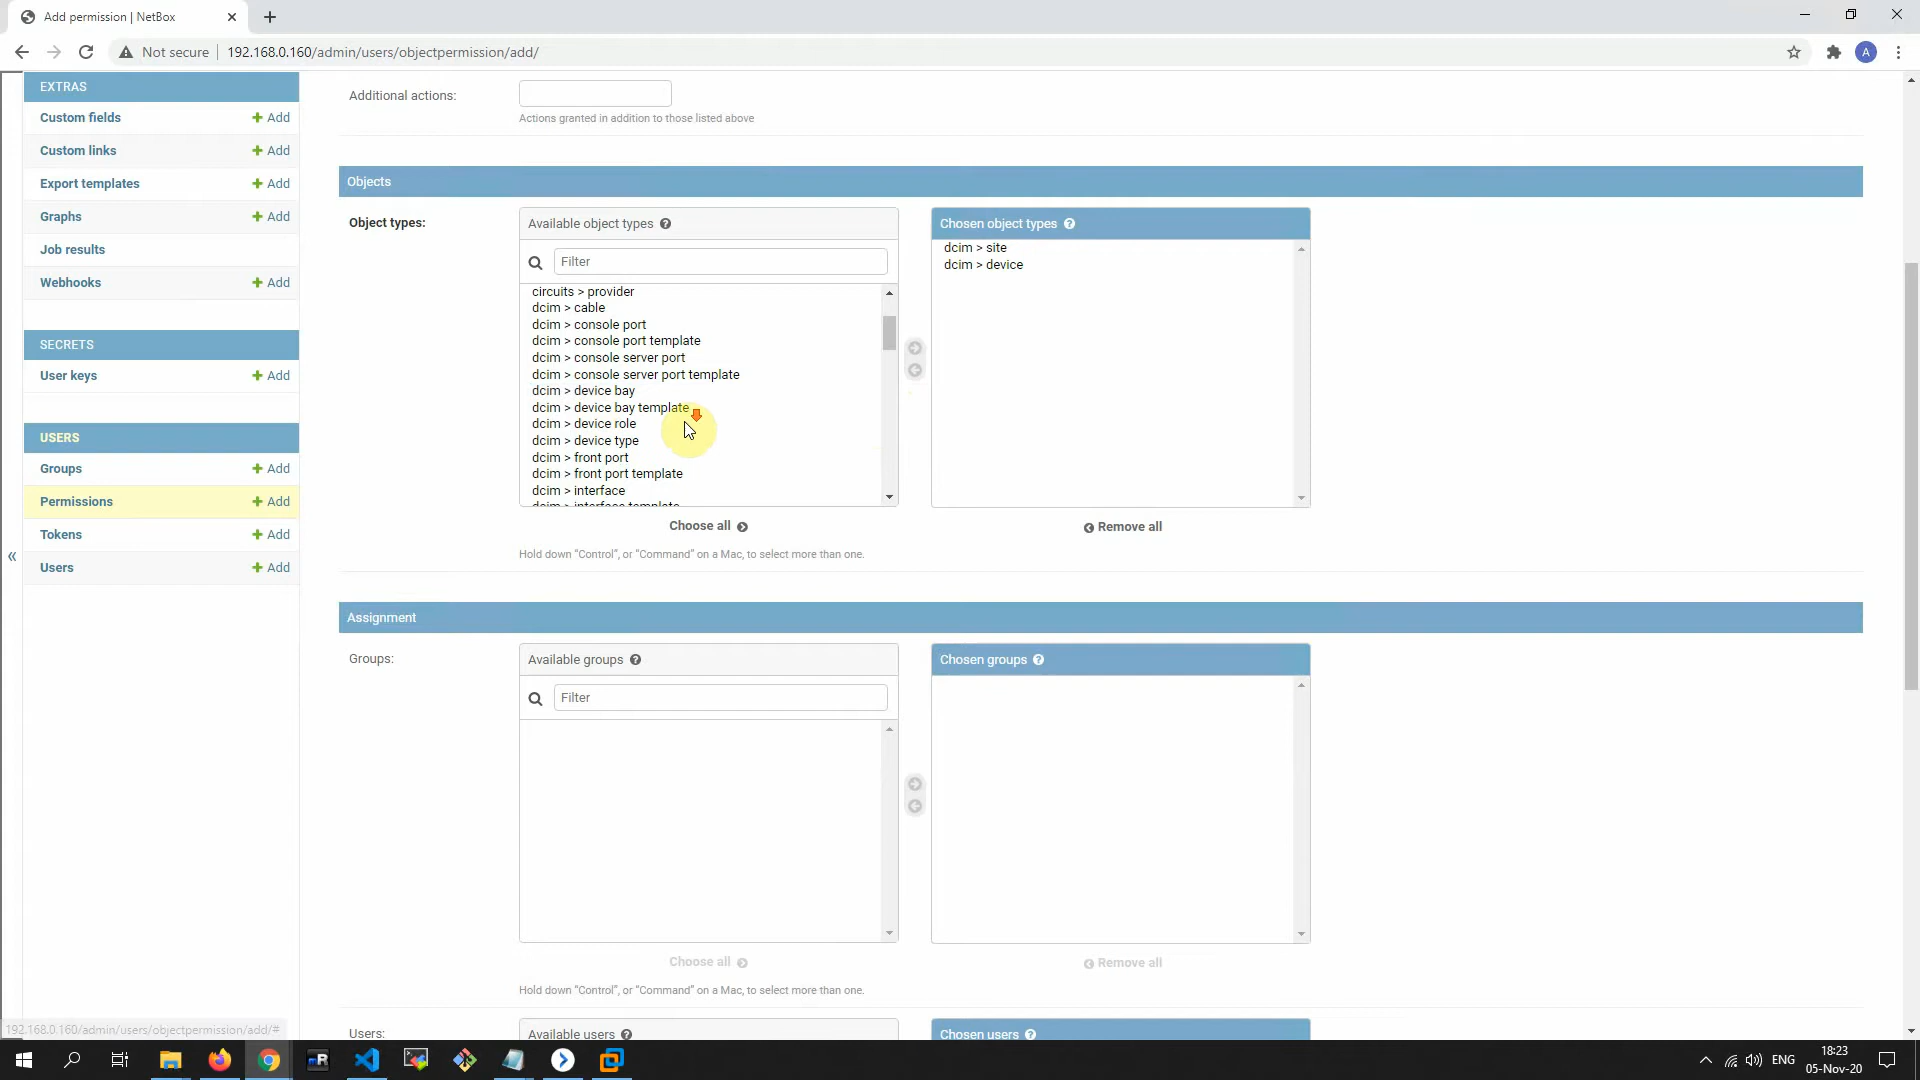 Add permission | NetBox
Not secure
192.168.0.160/admin/users/objectpermission/add/
A
EXTRAS
Custom fields
Add
Custom links
Add
Export templates
Add
Graphs
Add
Job results
Webhooks
Add
SECRETS
User keys
Add
USERS
Groups
Add
Permissions
Add
Tokens
Add
Users
Add
«
Additional actions:
Actions granted in addition to those listed above
Objects
Object types:
Available object types
Filter
circuits > provider
dcim > cable
dcim > console port
dcim > console port template
dcim > console server port
dcim > console server port template
dcim > device bay
dcim > device bay template
dcim > device role
dcim > device type
dcim > front port
dcim > front port template
dcim > interface
dcim > interface template
Choose all
Hold down “Control”, or “Command” on a Mac, to select more than one.
Chosen object types
dcim > site
dcim > device
Remove all
Assignment
Groups:
Available groups
Filter
Choose all
Hold down “Control”, or “Command” on a Mac, to select more than one.
Chosen groups
Remove all
Users:
Available users
Chosen users
192.168.0.160/admin/users/objectpermission/add/#
ENG
18:23
05-Nov-20